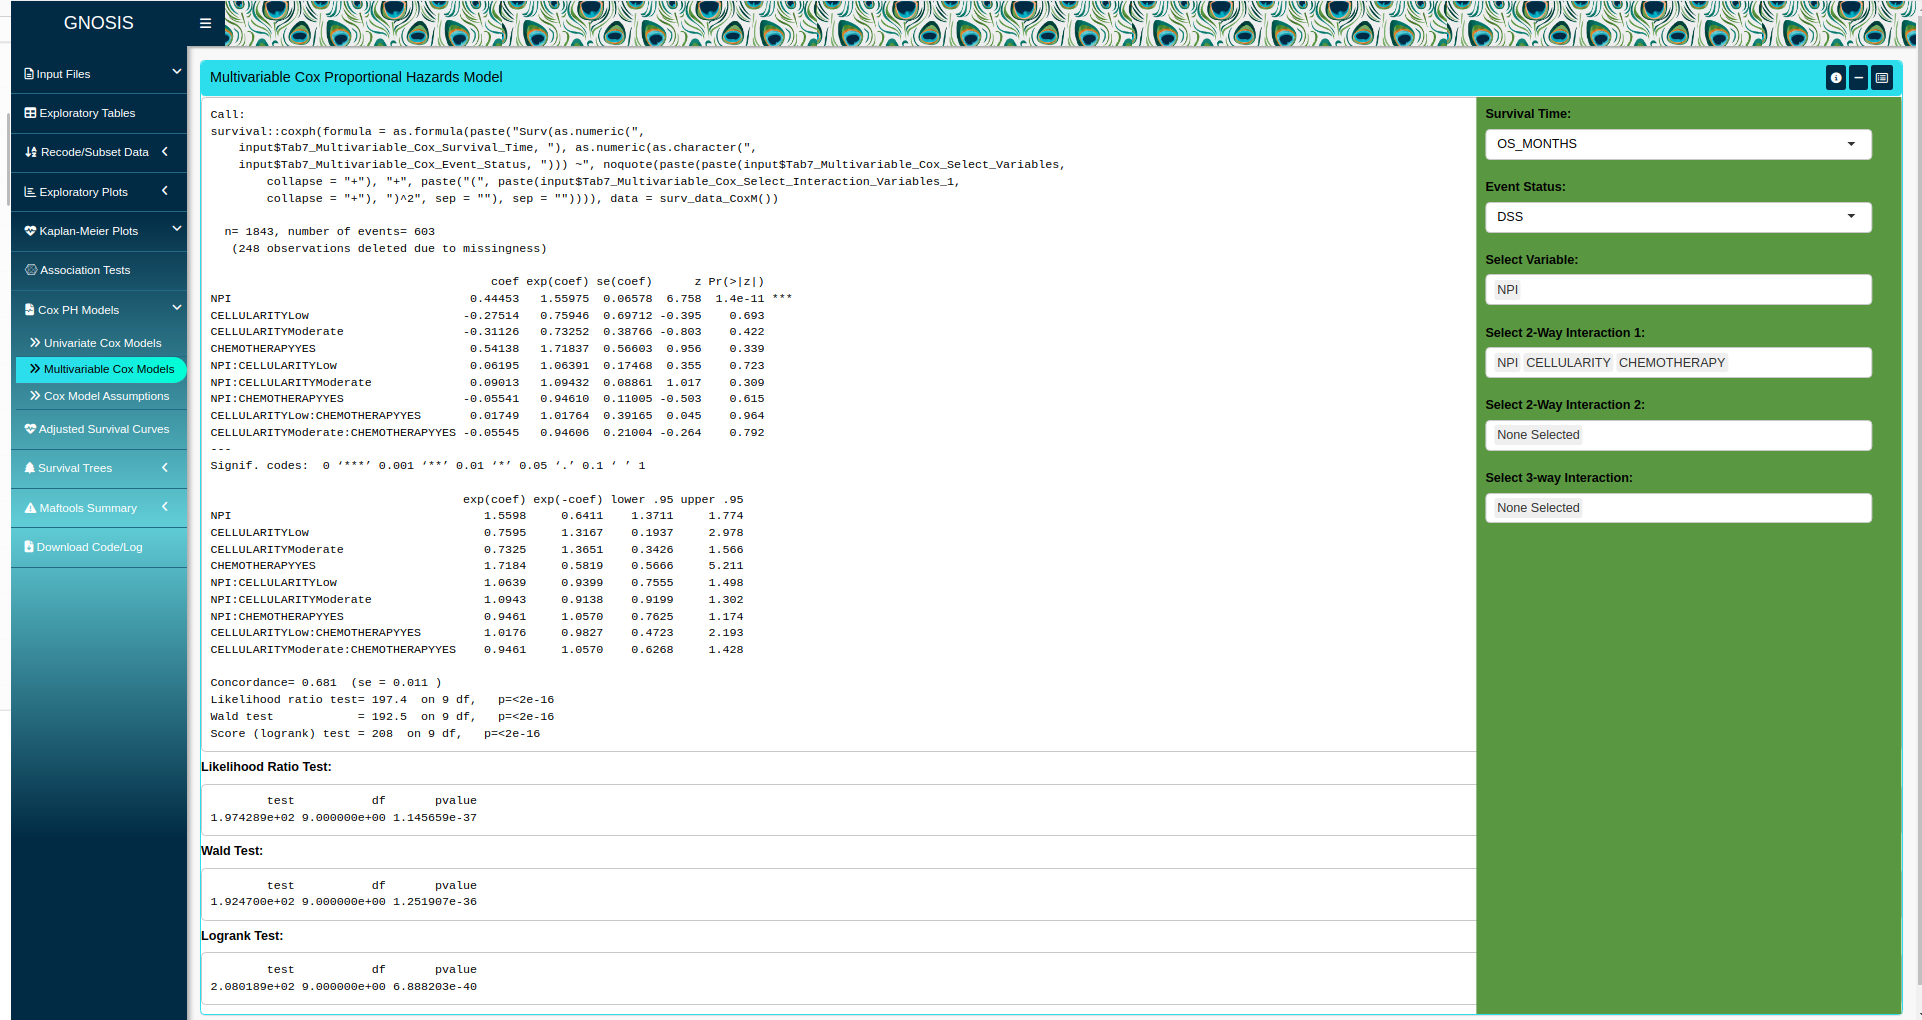 GNOSIS
Input Files
Exploratory Tables
Recode/Subset Data
Exploratory Plots
Kaplan-Meier Plots
Association Tests
Cox PH Models
Univariate Cox Models
Multivariable Cox Models
Cox Model Assumptions
Adjusted Survival Curves
Survival Trees
Maftools Summary
Download Code/Log
Multivariable Cox Proportional Hazards Model
Call:
survival::coxph(formula = as.formula(paste("Surv(as.numeric(",
    input$Tab7_Multivariable_Cox_Survival_Time, "), as.numeric(as.character(",
    input$Tab7_Multivariable_Cox_Event_Status, "))) ~", noquote(paste(paste(input$Tab7_Multivariable_Cox_Select_Variables,
        collapse = "+"), "+", paste("(", paste(input$Tab7_Multivariable_Cox_Select_Interaction_Variables_1,
        collapse = "+"), ")^2", sep = ""), sep = "")))), data = surv_data_CoxM())
  n= 1843, number of events= 603
   (248 observations deleted due to missingness)
                                        coef exp(coef) se(coef)      z Pr(>|z|)
NPI                                  0.44453   1.55975  0.06578  6.758  1.4e-11 ***
CELLULARITYLow                      -0.27514   0.75946  0.69712 -0.395    0.693
CELLULARITYModerate                 -0.31126   0.73252  0.38766 -0.803    0.422
CHEMOTHERAPYYES                      0.54138   1.71837  0.56603  0.956    0.339
NPI:CELLULARITYLow                   0.06195   1.06391  0.17468  0.355    0.723
NPI:CELLULARITYModerate              0.09013   1.09432  0.08861  1.017    0.309
NPI:CHEMOTHERAPYYES                 -0.05541   0.94610  0.11005 -0.503    0.615
CELLULARITYLow:CHEMOTHERAPYYES       0.01749   1.01764  0.39165  0.045    0.964
CELLULARITYModerate:CHEMOTHERAPYYES -0.05545   0.94606  0.21004 -0.264    0.792
---
Signif. codes:  0 ‘***’ 0.001 ‘**’ 0.01 ‘*’ 0.05 ‘.’ 0.1 ‘ ’ 1
                                    exp(coef) exp(-coef) lower .95 upper .95
NPI                                    1.5598     0.6411    1.3711     1.774
CELLULARITYLow                         0.7595     1.3167    0.1937     2.978
CELLULARITYModerate                    0.7325     1.3651    0.3426     1.566
CHEMOTHERAPYYES                        1.7184     0.5819    0.5666     5.211
NPI:CELLULARITYLow                     1.0639     0.9399    0.7555     1.498
NPI:CELLULARITYModerate                1.0943     0.9138    0.9199     1.302
NPI:CHEMOTHERAPYYES                    0.9461     1.0570    0.7625     1.174
CELLULARITYLow:CHEMOTHERAPYYES         1.0176     0.9827    0.4723     2.193
CELLULARITYModerate:CHEMOTHERAPYYES    0.9461     1.0570    0.6268     1.428
Concordance= 0.681  (se = 0.011 )
Likelihood ratio test= 197.4  on 9 df,   p=<2e-16
Wald test            = 192.5  on 9 df,   p=<2e-16
Score (logrank) test = 208  on 9 df,   p=<2e-16
Likelihood Ratio Test:
        test           df       pvalue
1.974289e+02 9.000000e+00 1.145659e-37
Wald Test:
        test           df       pvalue
1.924700e+02 9.000000e+00 1.251907e-36
Logrank Test:
        test           df       pvalue
2.080189e+02 9.000000e+00 6.888203e-40
Survival Time:
OS_MONTHS
Event Status:
DSS
Select Variable:
NPI
Select 2-Way Interaction 1:
NPI CELLULARITY CHEMOTHERAPY
Select 2-Way Interaction 2:
None Selected
Select 3-way Interaction:
None Selected